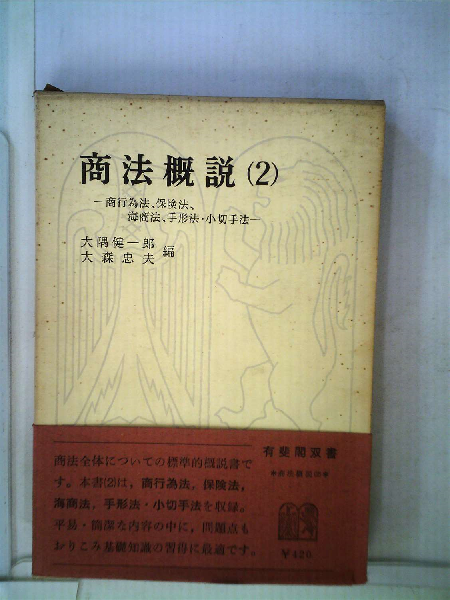 商法概説(2)
―商行為法、保険法、
海商法、手形法・小切手法―
大隅健一郎
大森忠夫
編
商法全体についての標準的概説書で
す。本書(2)は，商行為法，保険法，
海商法，手形法・小切手法を収録。
平易・簡潔な内容の中に，問題点も
おりこみ基礎知識の習得に最適です。
有斐閣双書
¥420